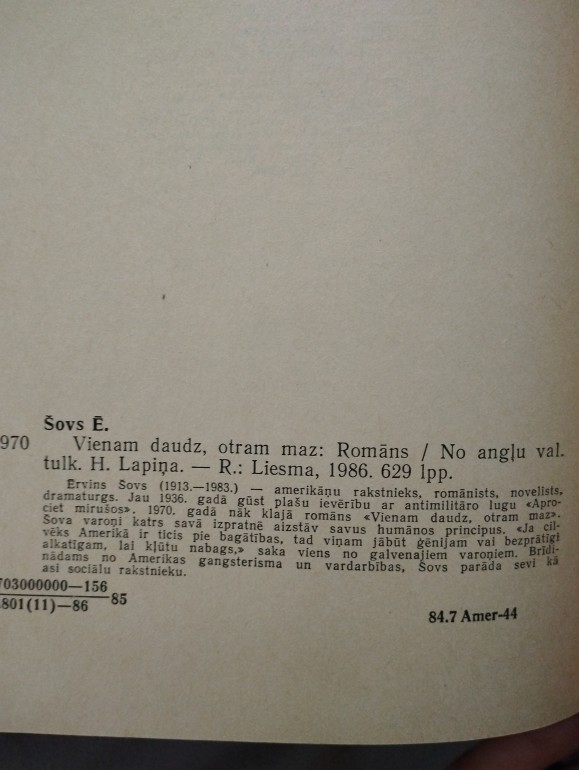 Šovs Ē.
970 Vienam daudz, otram maz: Romāns / No angļu val.
tulk. H. Lapiņa. — R.: Liesma, 1986. 629 lpp.
Ērvins Šovs (1913.—1983.) — amerikāņu rakstnieks, romānists, novelists,
dramaturgs. Jau 1936. gadā gūst plašu ievērību ar antimilitāro lugu «Apro-
ciet mirušos». 1970. gadā nāk klajā romāns «Vienam daudz, otram maz».
Šova varoņi katrs savā izpratnē aizstāv savus humānos principus. «Ja cil-
vēks Amerikā ir ticis pie bagātības, tad viņam jābūt ģēnijam vai bezprātīgi
alkatīgam, lai kļūtu nabags,» saka viens no galvenajiem varoņiem. Brīdi-
nādams no Amerikas gangsterisma un vardarbības, Šovs parāda sevi kā
asi sociālu rakstnieku.
703000000—156
801(11)—86
85
84.7 Amer-44